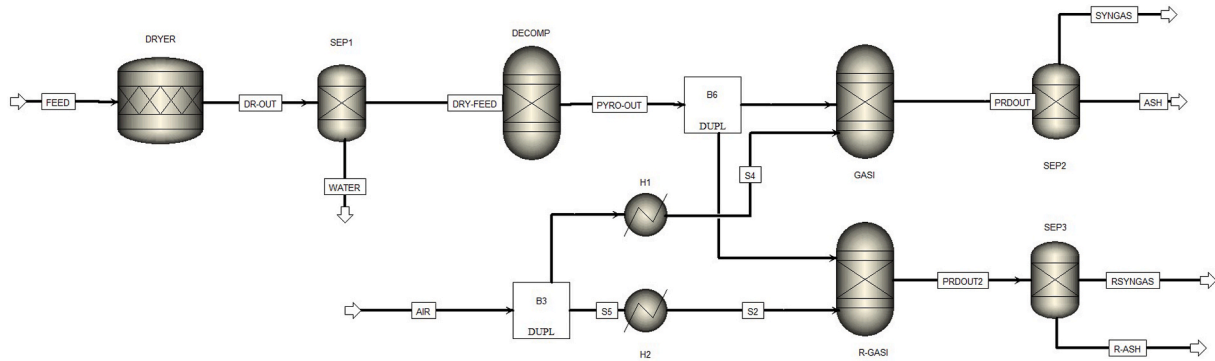 SYNGAS
DRYER
SEP1
DECOMP
FEED
DR-OUT
DRY-FEED
PYRO-OUT
B6
DUPL
PRDOUT
ASH
SEP2
GASI
WATER
H1
S4
SEP3
AIR
B3
DUPL
S5
H2
S2
R-GASI
PRDOUT2
RSYNGAS
R-ASH